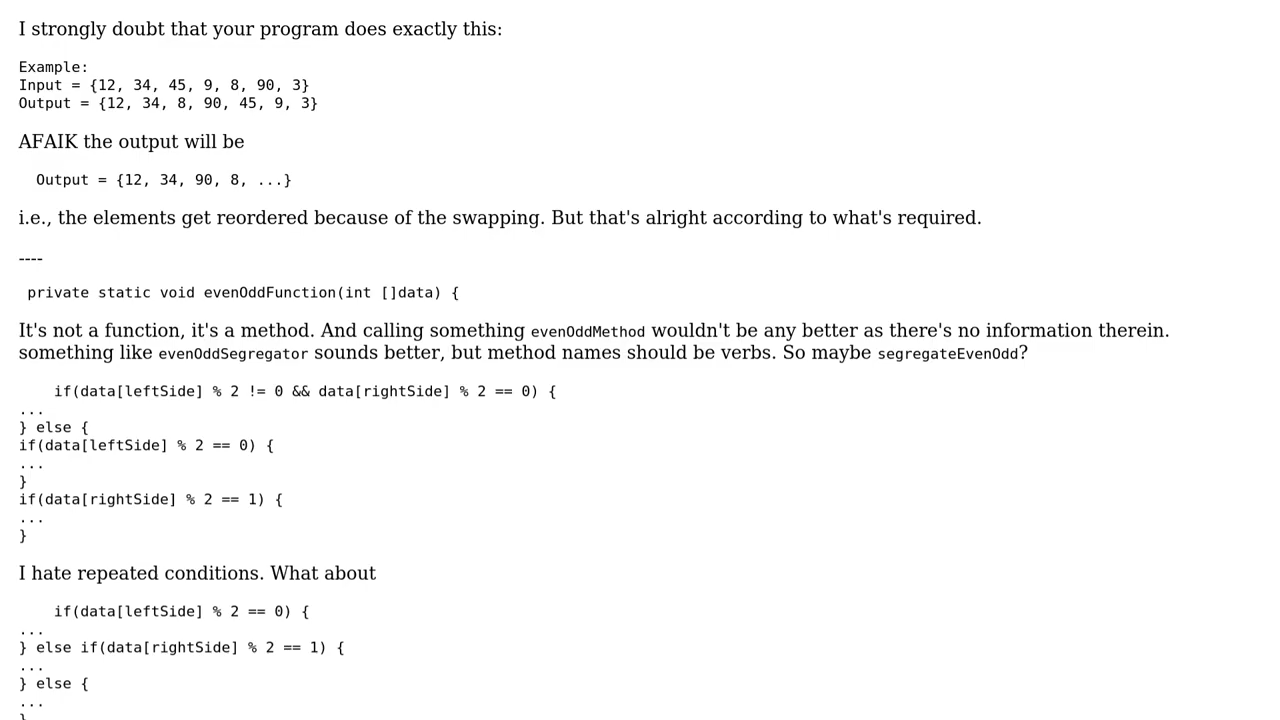 I strongly doubt that your program does exactly this:
Example:
Input = {12, 34, 45, 9, 8, 90, 3}
Output = {12, 34, 8, 90, 45, 9, 3}
AFAIK the output will be
Output = {12, 34, 90, 8, ...}
i.e., the elements get reordered because of the swapping. But that's alright according to what's required.
----
private static void evenOddFunction(int []data) {
It's not a function, it's a method. And calling something evenOddMethod wouldn't be any better as there's no information therein.
something like evenOddSegregator sounds better, but method names should be verbs. So maybe segregateEvenOdd?
if(data[leftSide] % 2 != 0 && data[rightSide] % 2 == 0) {
...
} else {
if(data[leftSide] % 2 == 0) {
...
}
if(data[rightSide] % 2 == 1) {
...
}
I hate repeated conditions. What about
if(data[leftSide] % 2 == 0) {
...
} else if(data[rightSide] % 2 == 1) {
...
} else {
...
}